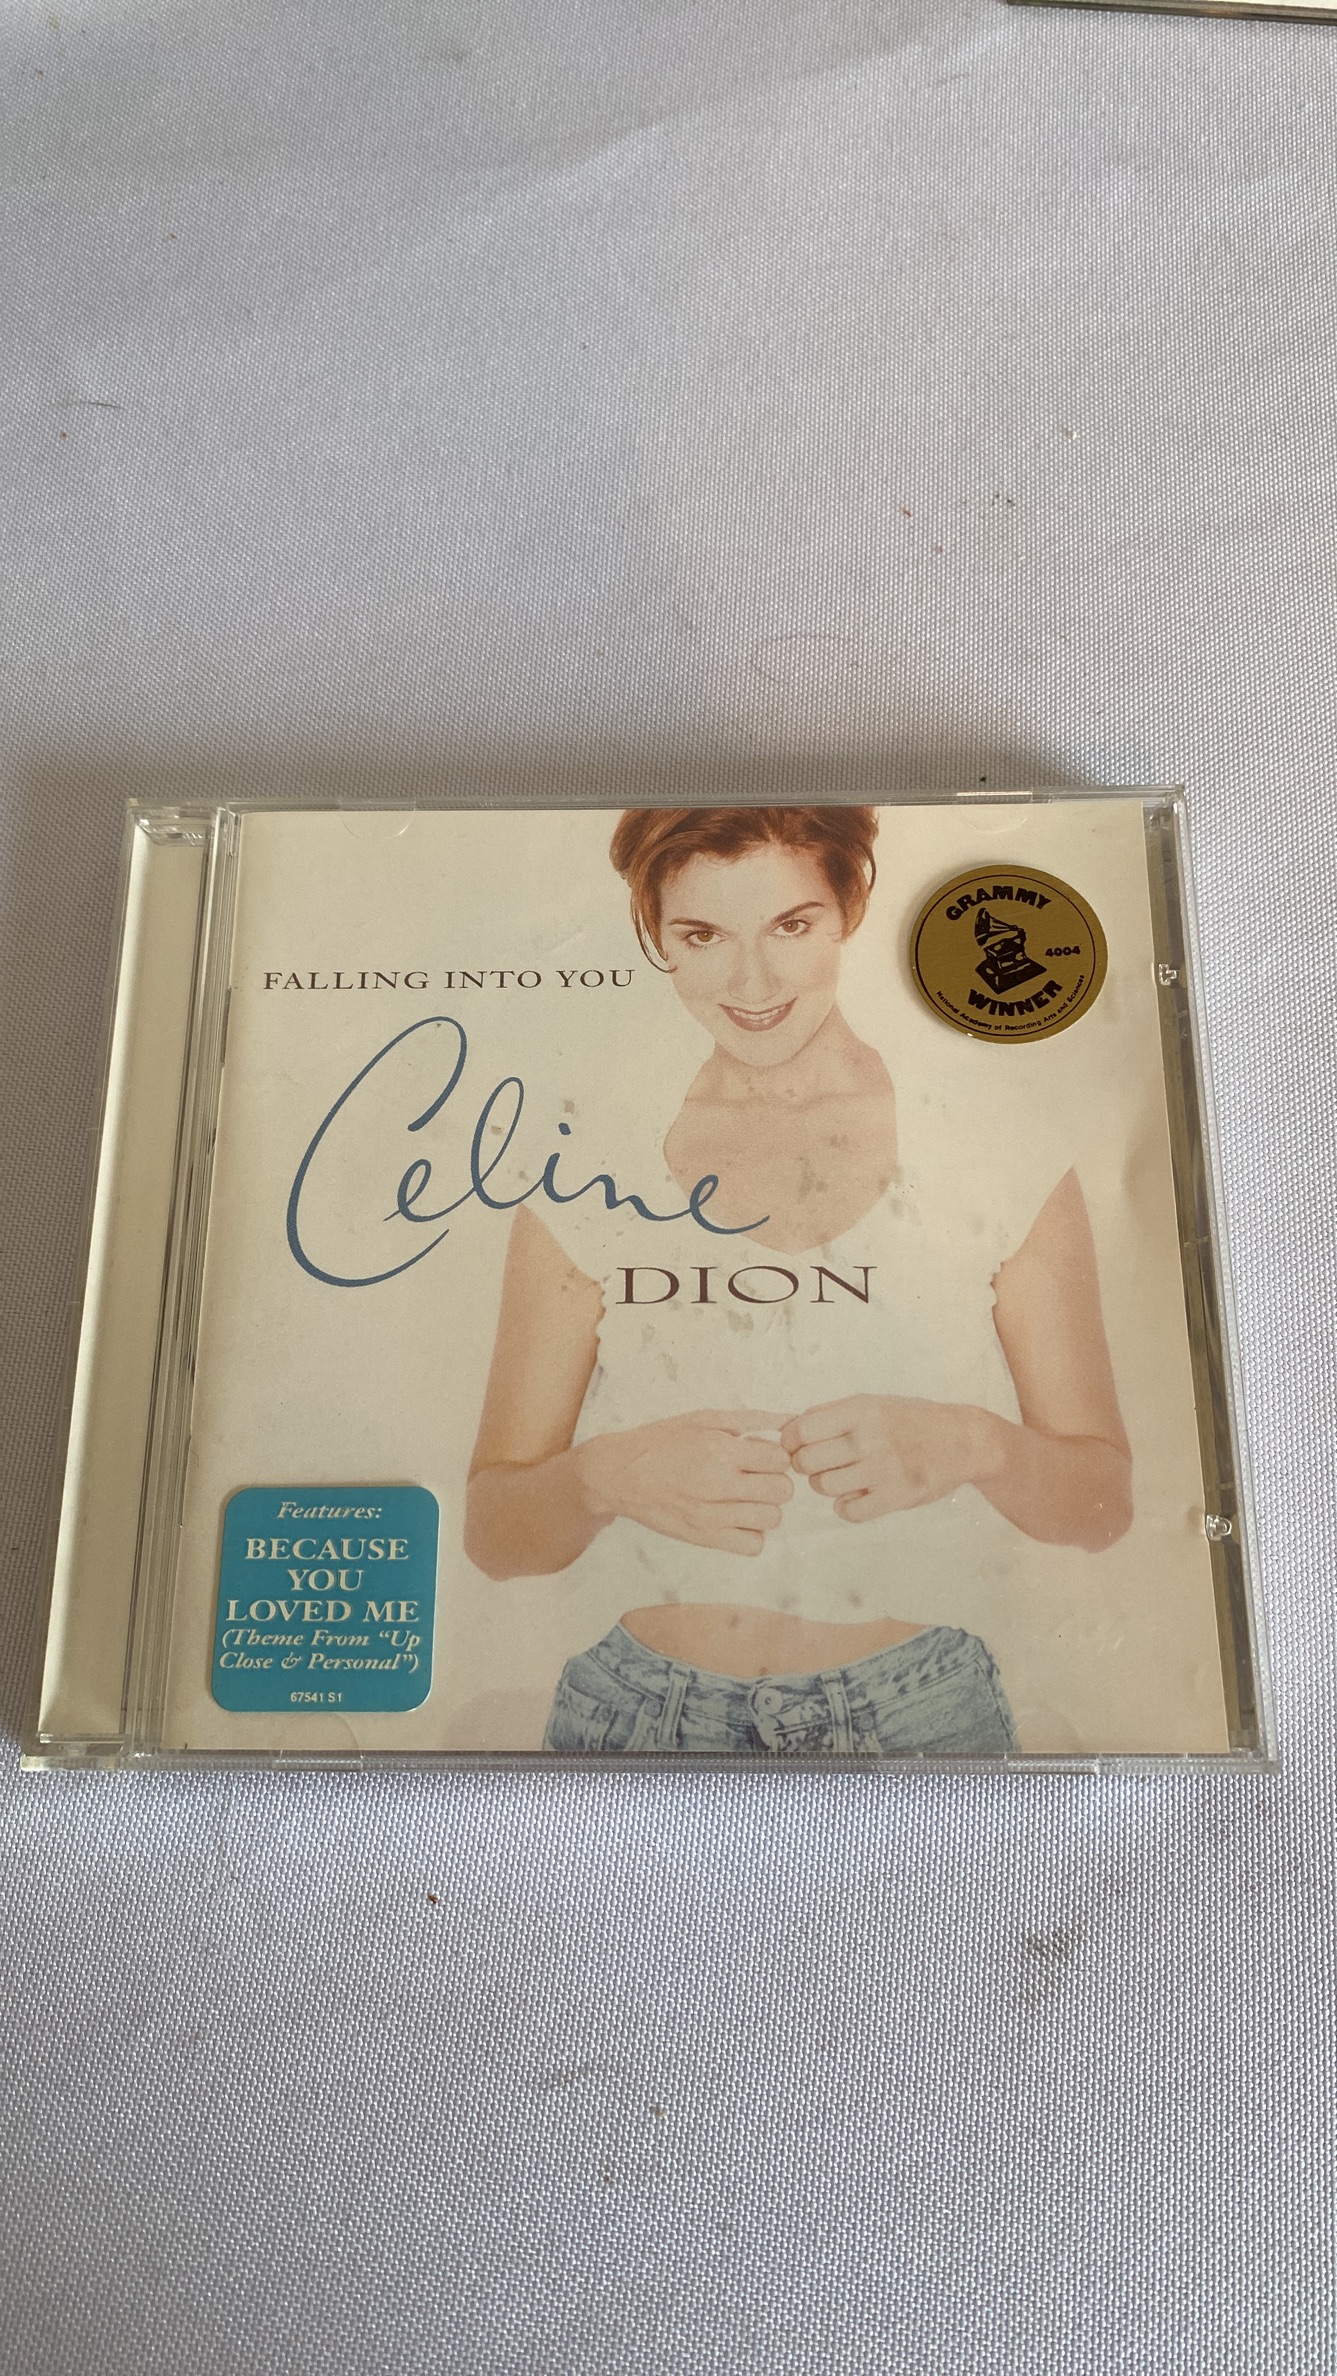 GRAMMY
4004
WINNER
National Academy of Recording Arts and Sciences
FALLING INTO YOU
Celine
DION
Features:
BECAUSE
YOU
LOVED ME
(Theme From “Up
Close & Personal”)
67541 S1